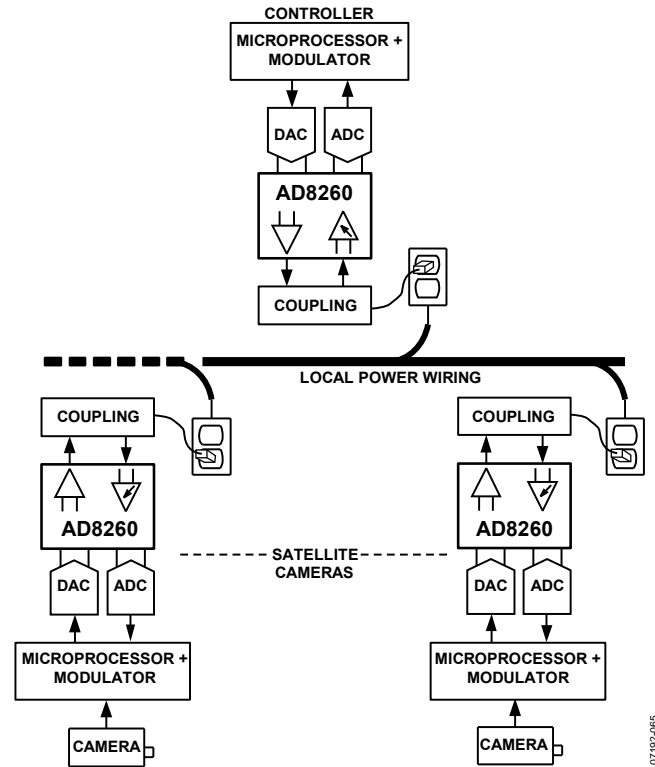 CONTROLLER
MICROPROCESSOR +
MODULATOR
DAC
ADC
AD8260
COUPLING
LOCAL POWER WIRING
COUPLING
COUPLING
AD8260
AD8260
SATELLITE
CAMERAS
DAC
ADC
DAC
ADC
MICROPROCESSOR +
MODULATOR
MICROPROCESSOR +
MODULATOR
CAMERA
CAMERA
07192-065